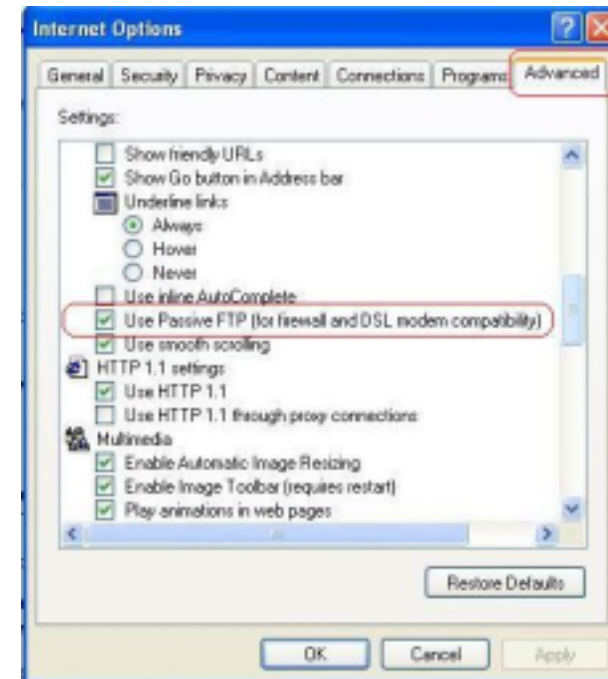 Internet Options
General Security Privacy Content Connections Programs Advanced
Settings:
Show friendly URLs
Show Go button in Address bar
Underline links
Always
Hover
Never
Use inline AutoComplete
Use Passive FTP (for firewall and DSL modem compatibility)
Use smooth scrolling
HTTP 1.1 settings
Use HTTP 1.1
Use HTTP 1.1 through proxy connections
Multimedia
Enable Automatic Image Resizing
Enable Image Toolbar (requires restart)
Play animations in web pages
Restore Defaults
OK Cancel Apply